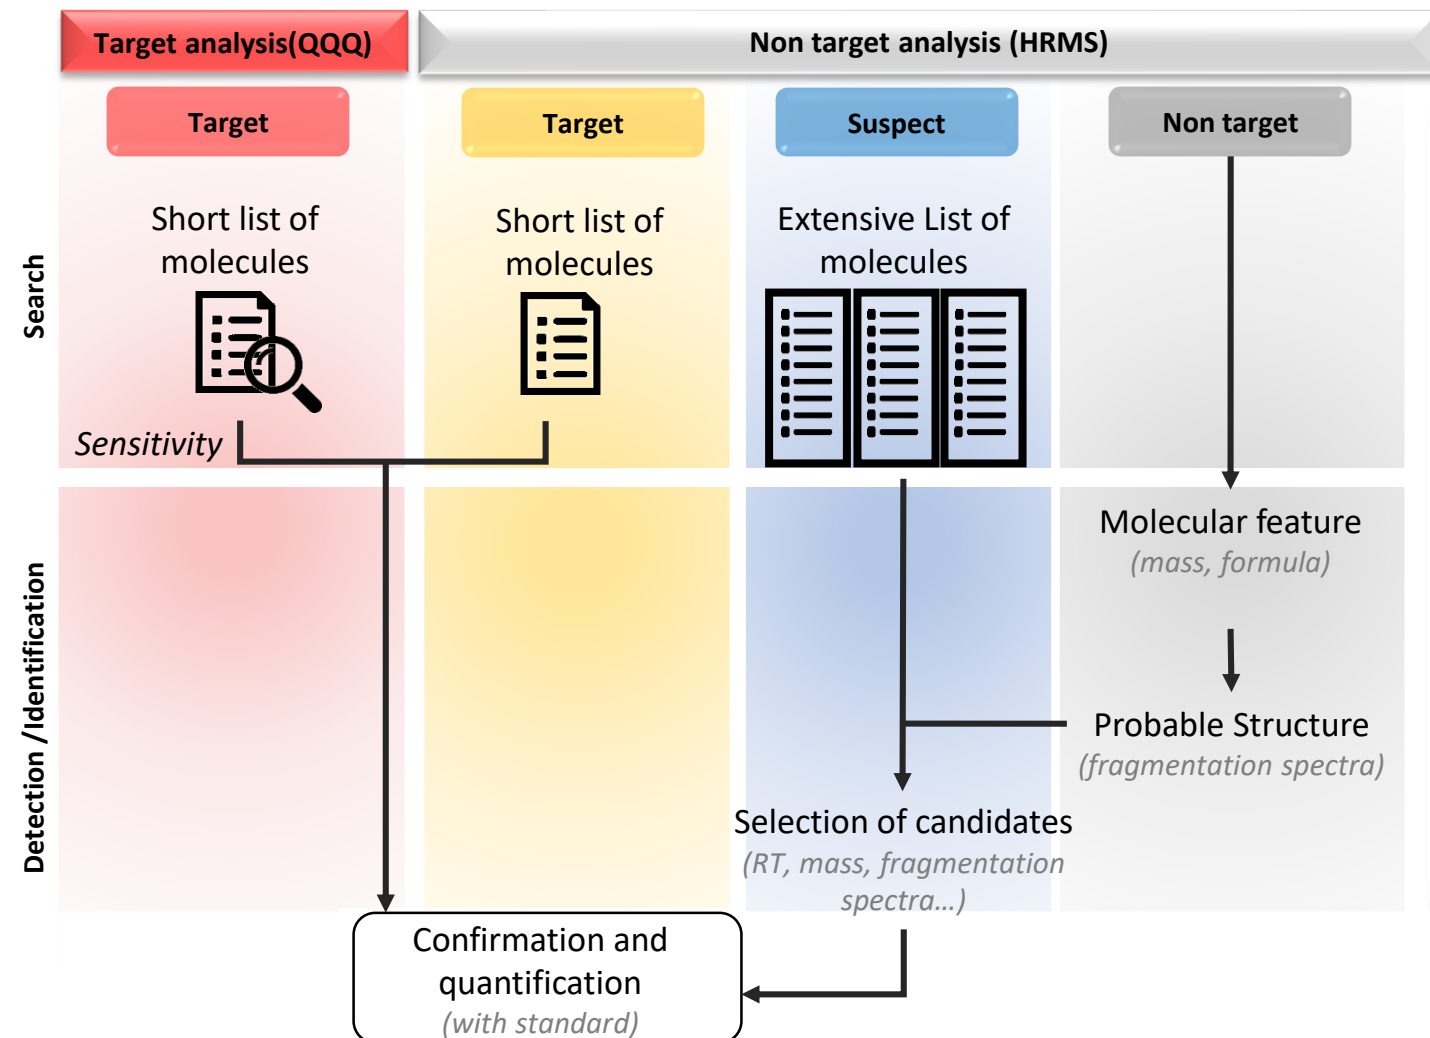 Target analysis(QQQ)
Non target analysis (HRMS)
Target
Target
Suspect
Non target
Search
Short list of
molecules
Short list of
molecules
Extensive List of
molecules
Sensitivity
Detection /Identification
Molecular feature
(mass, formula)
Probable Structure
(fragmentation spectra)
Selection of candidates
(RT, mass, fragmentation
spectra...)
Confirmation and
quantification
(with standard)